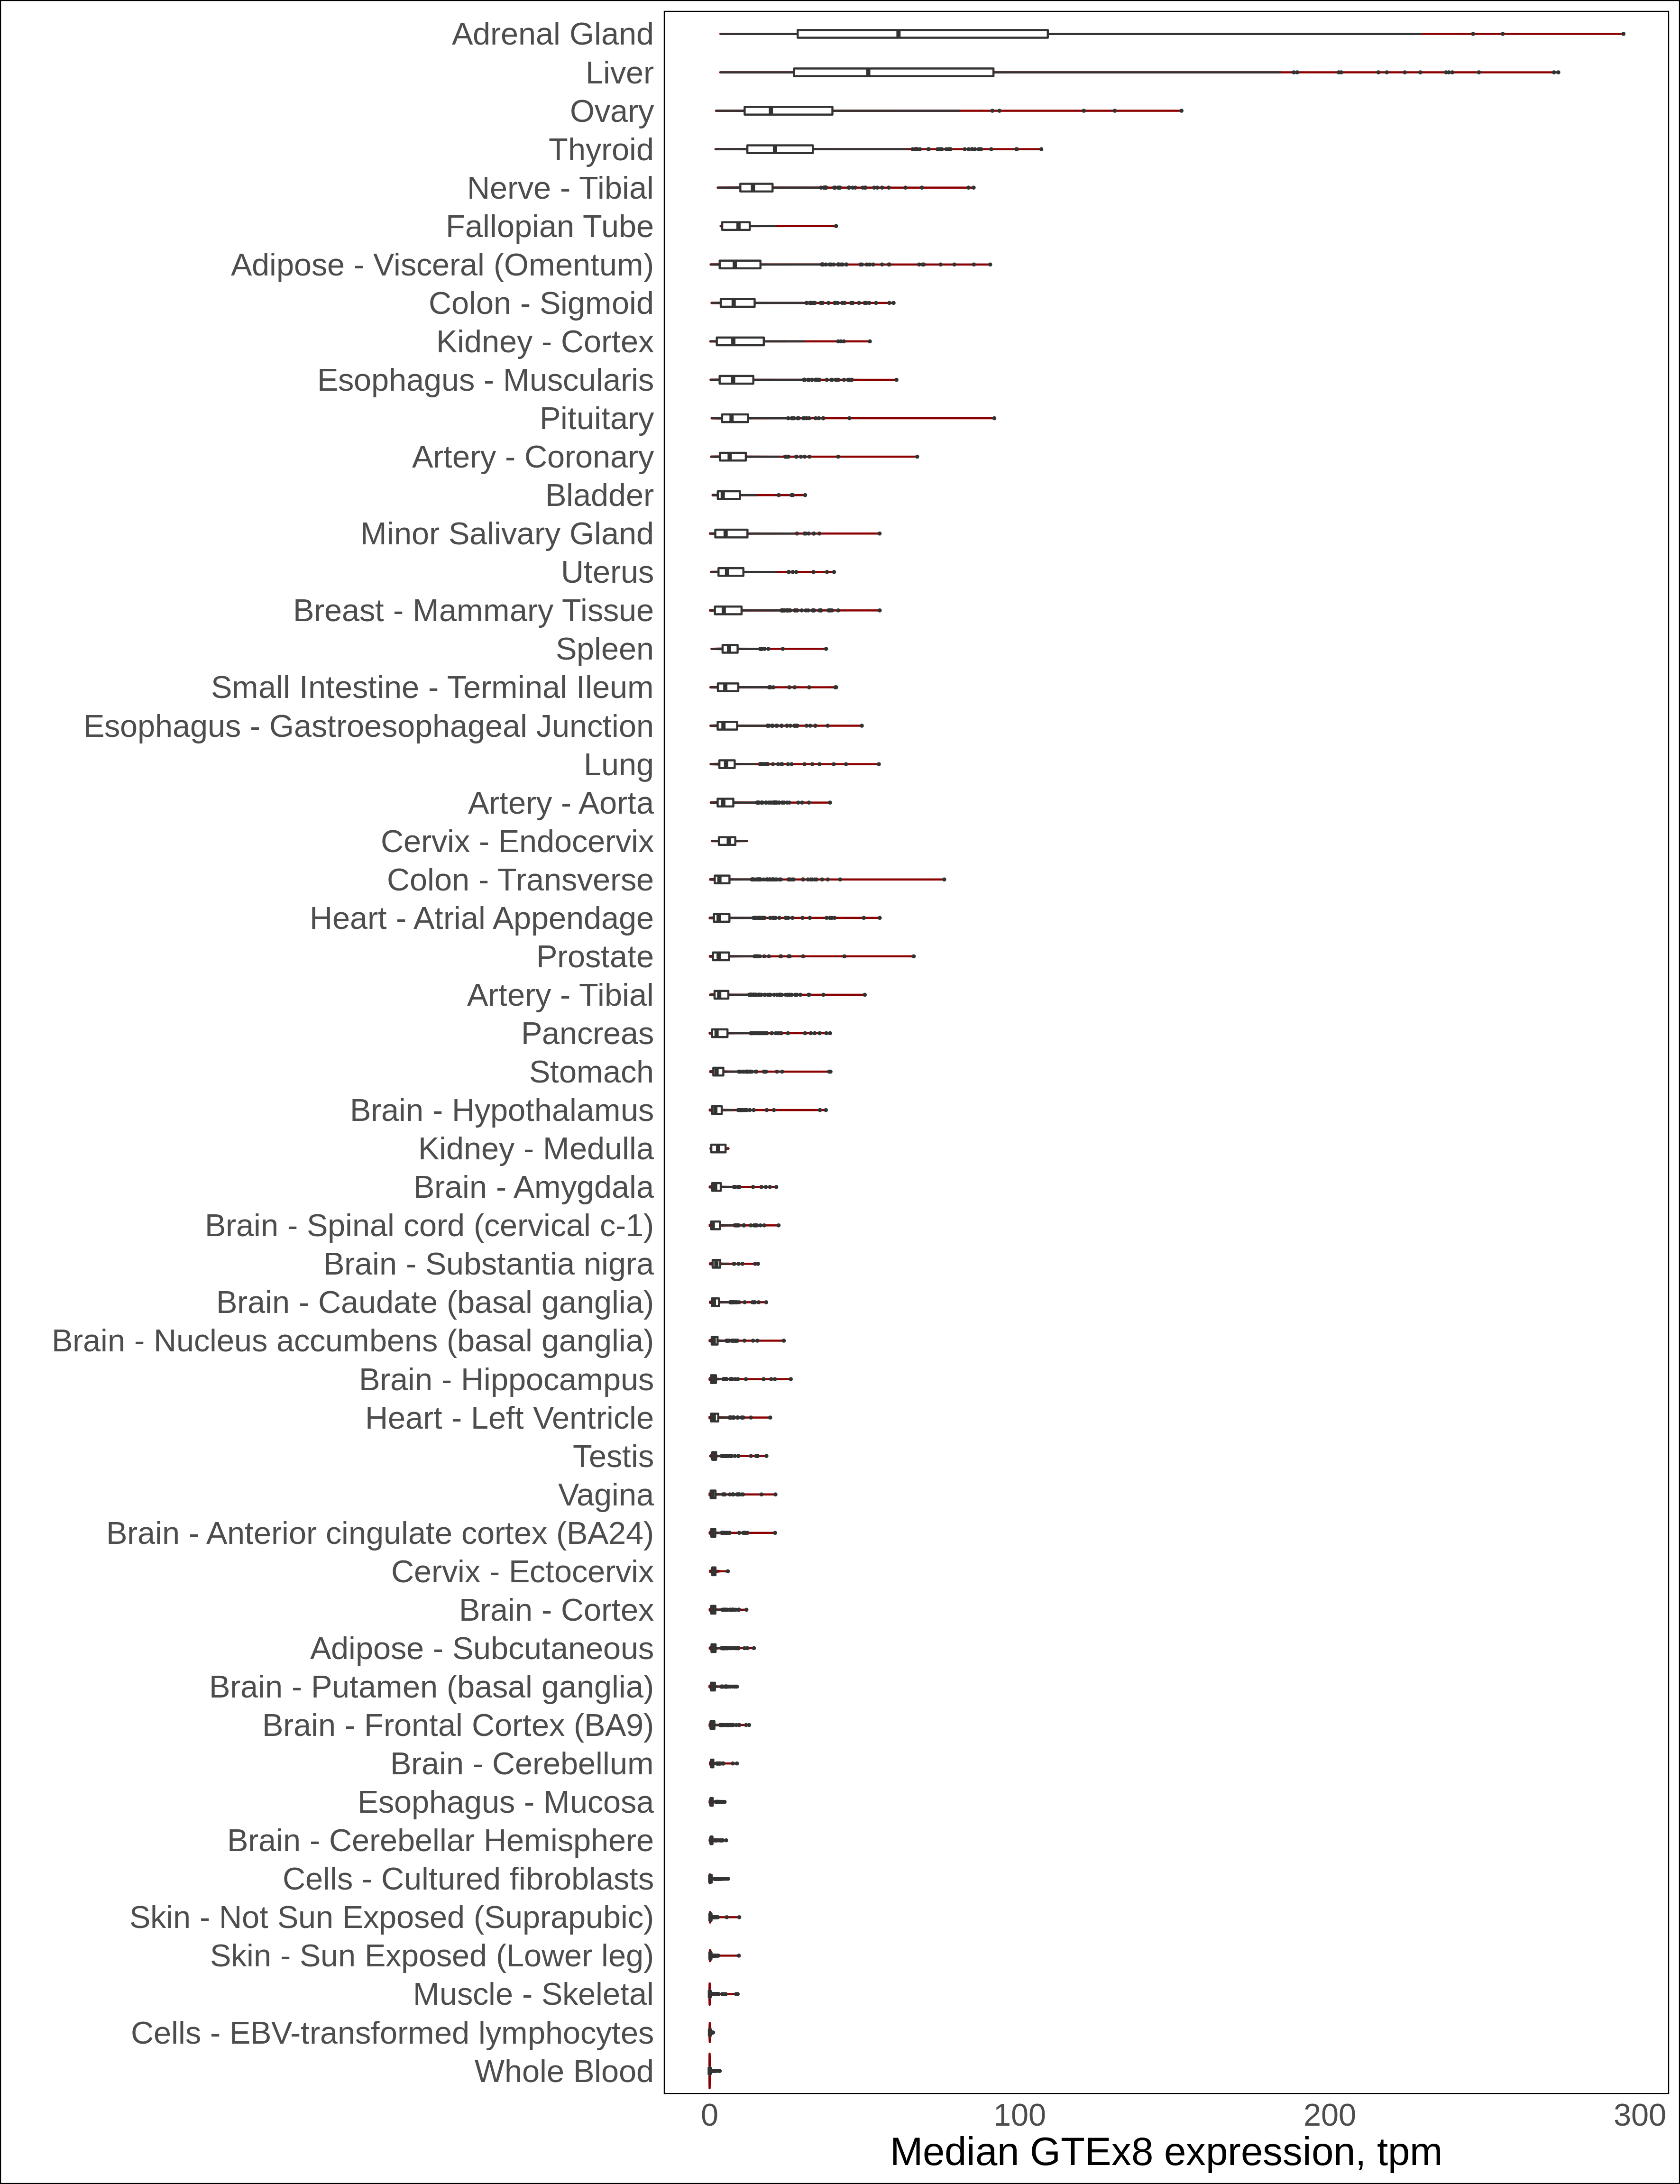 Adrenal Gland
Liver
Ovary
Thyroid
Nerve - Tibial
Fallopian Tube
Adipose - Visceral (Omentum)
Colon - Sigmoid
Kidney - Cortex
Esophagus - Muscularis
Pituitary
Artery - Coronary
Bladder
Minor Salivary Gland
Uterus
Breast - Mammary Tissue
Spleen
Small Intestine - Terminal Ileum
Esophagus - Gastroesophageal Junction
Lung
Artery - Aorta
Cervix - Endocervix
Colon - Transverse
Heart - Atrial Appendage
Prostate
Artery - Tibial
Pancreas
Stomach
Brain - Hypothalamus
Kidney - Medulla
Brain - Amygdala
Brain - Spinal cord (cervical c-1)
Brain - Substantia nigra
Brain - Caudate (basal ganglia)
Brain - Nucleus accumbens (basal ganglia)
Brain - Hippocampus
Heart - Left Ventricle
Testis
Vagina
Brain - Anterior cingulate cortex (BA24)
Cervix - Ectocervix
Brain - Cortex
Adipose - Subcutaneous
Brain - Putamen (basal ganglia)
Brain - Frontal Cortex (BA9)
Brain - Cerebellum
Esophagus - Mucosa
Brain - Cerebellar Hemisphere
Cells - Cultured fibroblasts
Skin - Not Sun Exposed (Suprapubic)
Skin - Sun Exposed (Lower leg)
Muscle - Skeletal
Cells - EBV-transformed lymphocytes
Whole Blood
0 100 200 300
Median GTEx8 expression, tpm